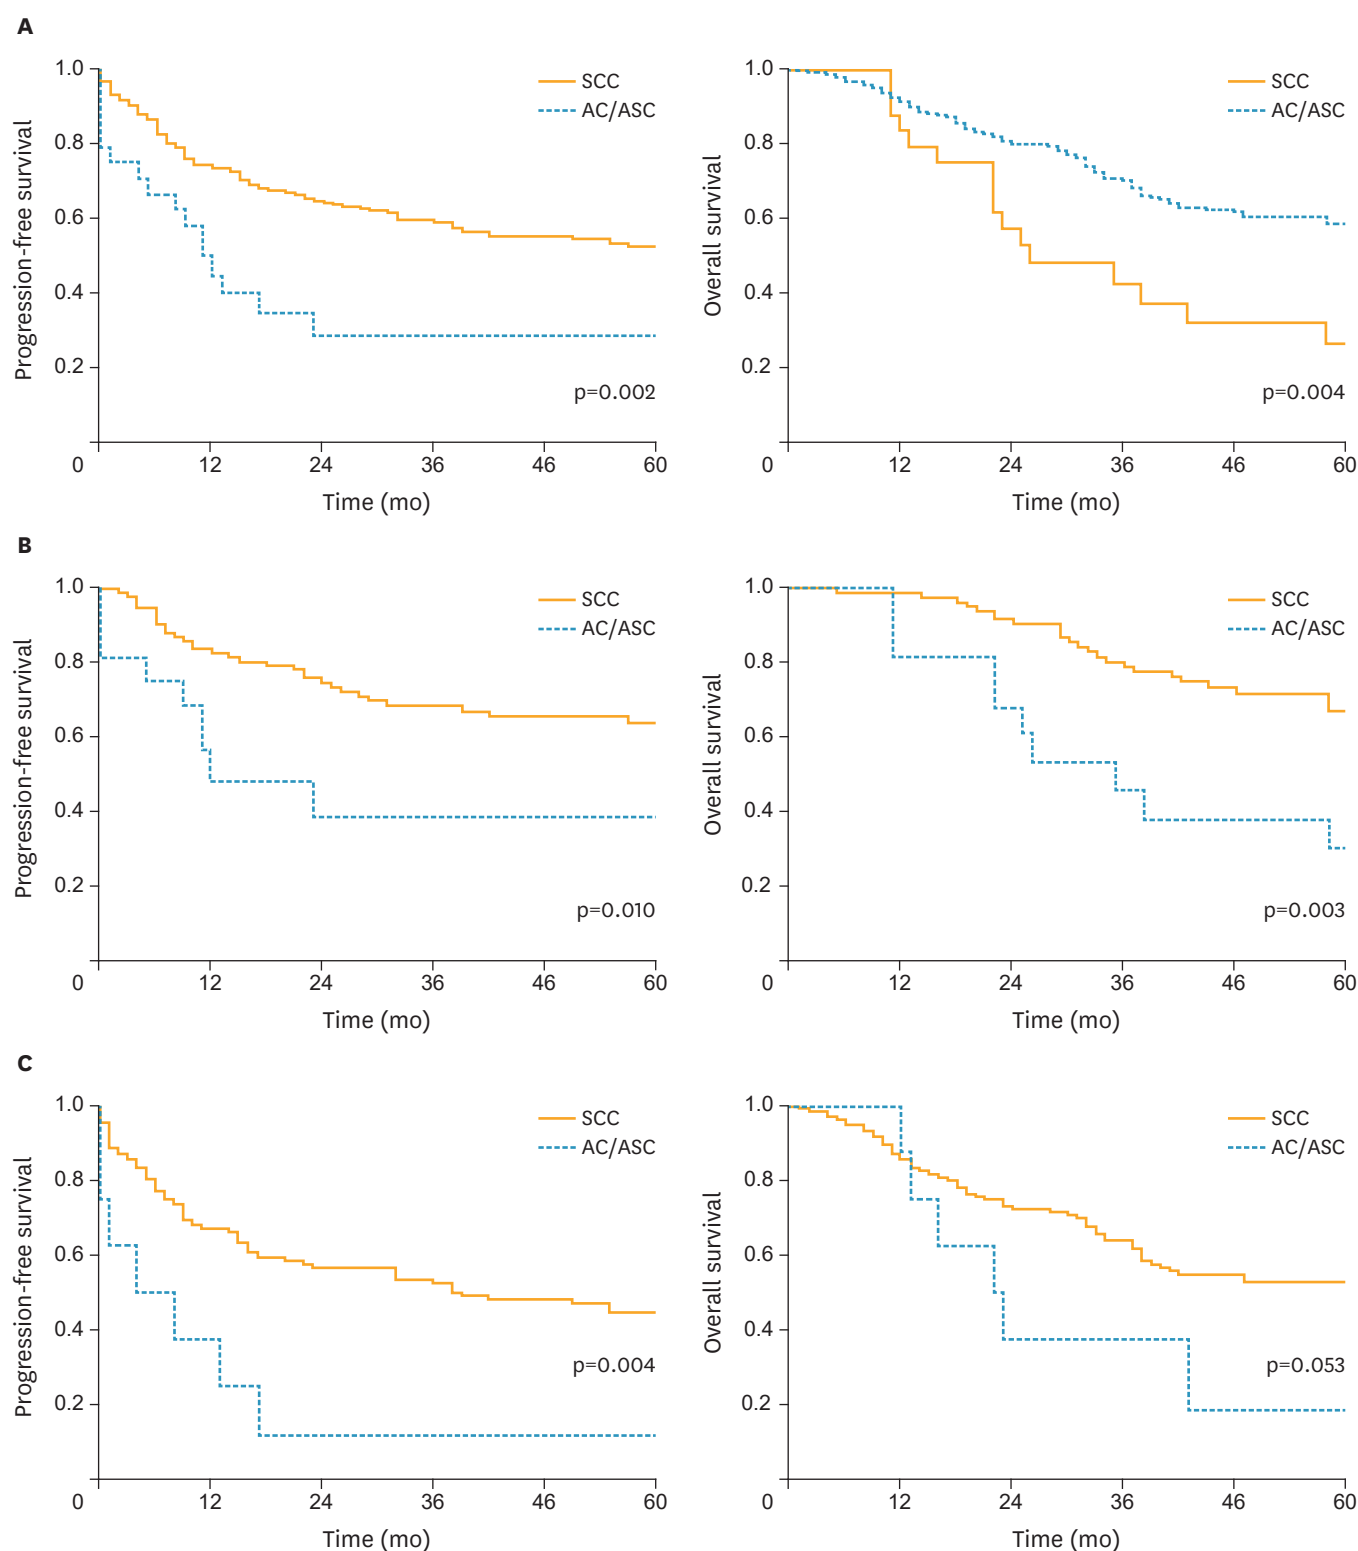 A
Progression-free survival
1.0
0.8
0.6
0.4
0.2
0
12
24
36
46
60
Time (mo)
SCC
AC/ASC
p=0.002
Overall survival
1.0
0.8
0.6
0.4
0.2
0
12
24
36
46
60
Time (mo)
SCC
AC/ASC
p=0.004
B
Progression-free survival
1.0
0.8
0.6
0.4
0.2
0
12
24
36
46
60
Time (mo)
SCC
AC/ASC
p=0.010
Overall survival
1.0
0.8
0.6
0.4
0.2
0
12
24
36
46
60
Time (mo)
SCC
AC/ASC
p=0.003
C
Progression-free survival
1.0
0.8
0.6
0.4
0.2
0
12
24
36
46
60
Time (mo)
SCC
AC/ASC
p=0.004
Overall survival
1.0
0.8
0.6
0.4
0.2
0
12
24
36
46
60
Time (mo)
SCC
AC/ASC
p=0.053